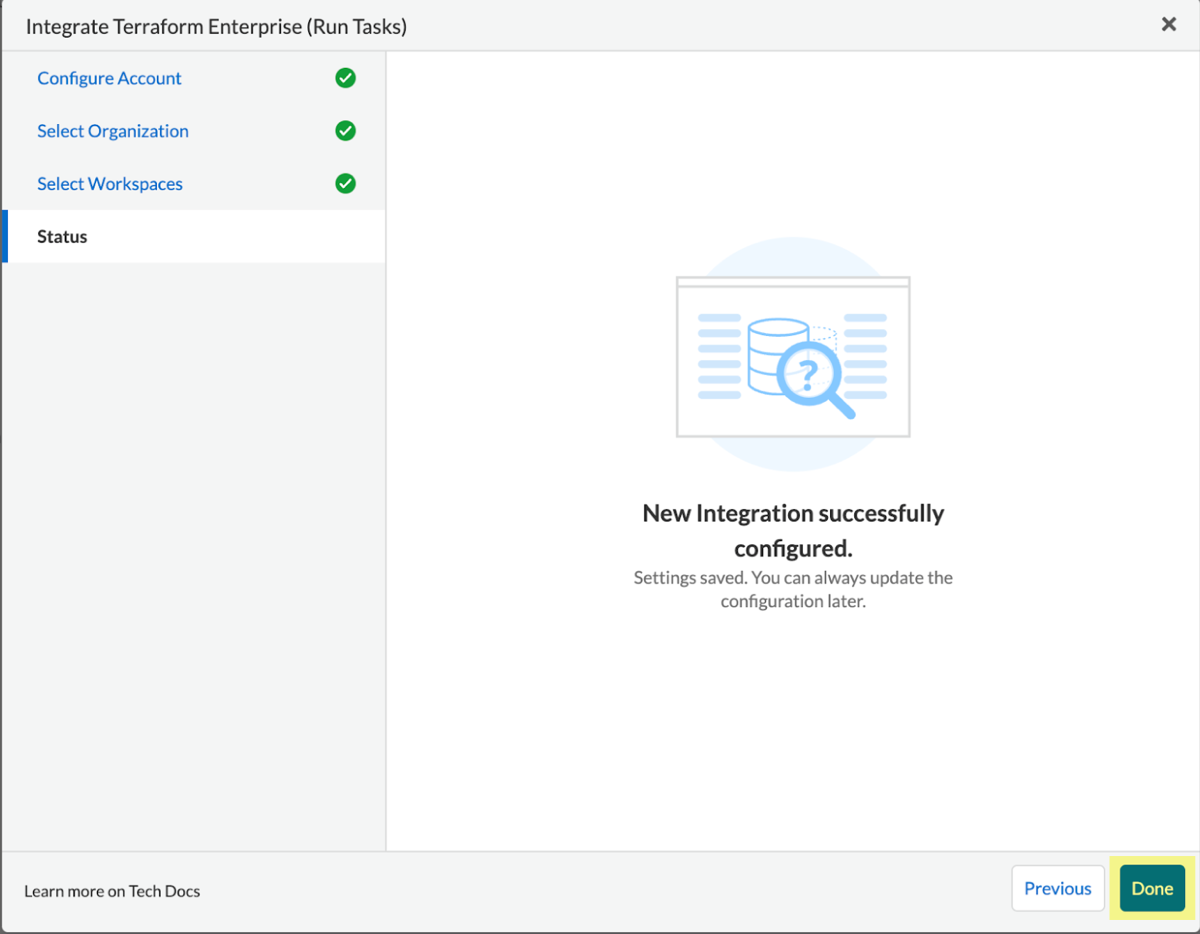 Integrate Terraform Enterprise (Run Tasks)
Configure Account
Select Organization
Select Workspaces
Status
?
New Integration successfully
configured.
Settings saved. You can always update the
configuration later.
Learn more on Tech Docs
Previous
Done